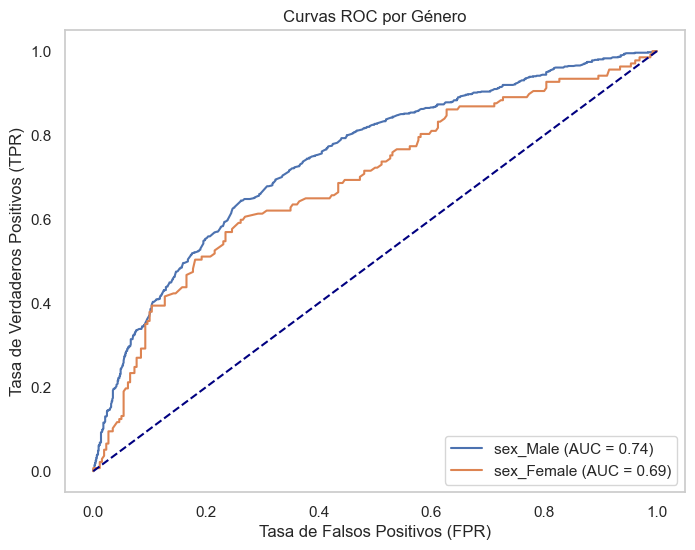 Curvas ROC por Género
Tasa de Verdaderos Positivos (TPR)
1.0
0.8
0.6
0.4
0.2
0.0
0.0 0.2 0.4 0.6 0.8 1.0
Tasa de Falsos Positivos (FPR)
sex_Male (AUC = 0.74)
sex_Female (AUC = 0.69)